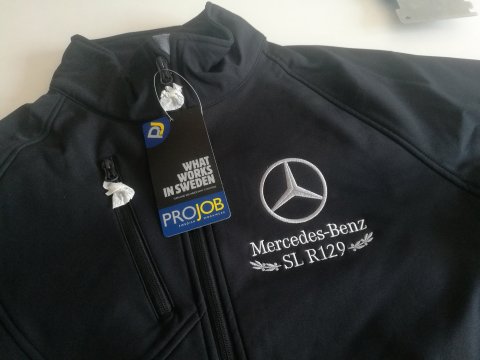 WHAT
WORKS
IN SWEDEN
PROJOB
Mercedes-Benz
SL R129